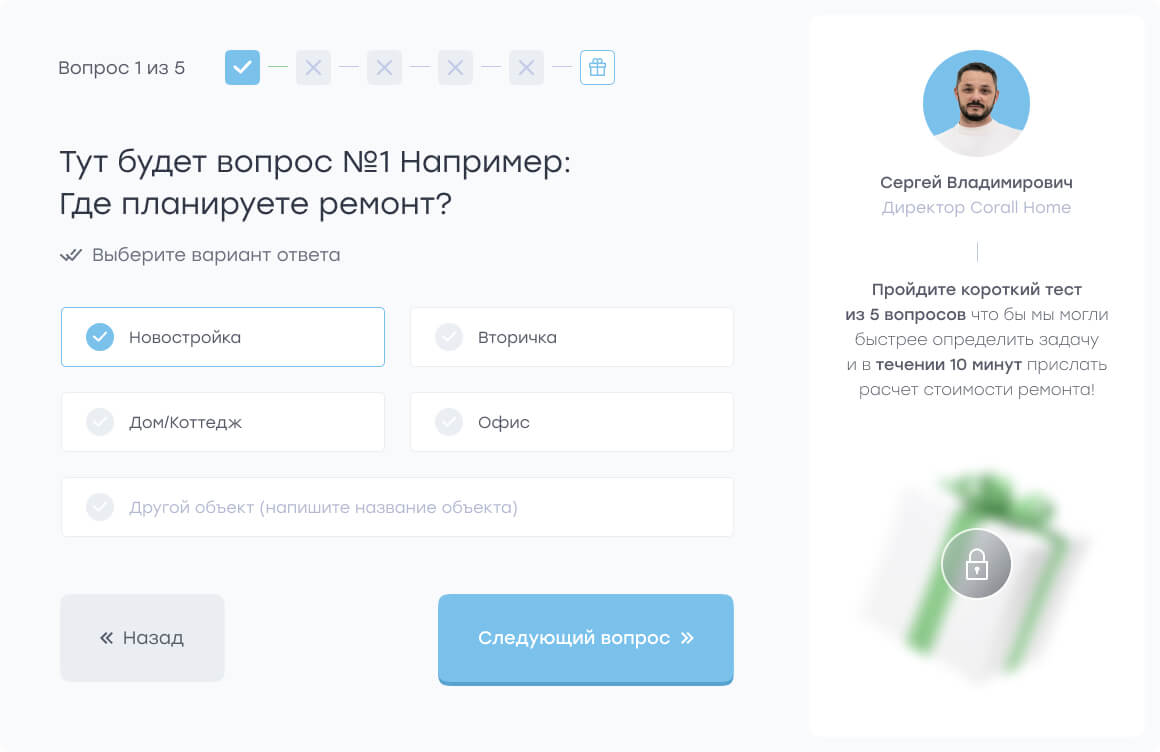 Вопрос 1 из 5
Тут будет вопрос №1 Например:
Где планируете ремонт?
Выберите вариант ответа
Новостройка
Вторичка
Дом/Коттедж
Офис
Другой объект (напишите название объекта)
« Назад
Следующий вопрос »
Сергей Владимирович
Директор Corall Home
Пройдите короткий тест
из 5 вопросов что бы мы могли
быстрее определить задачу
и в течении 10 минут прислать
расчет стоимости ремонта!